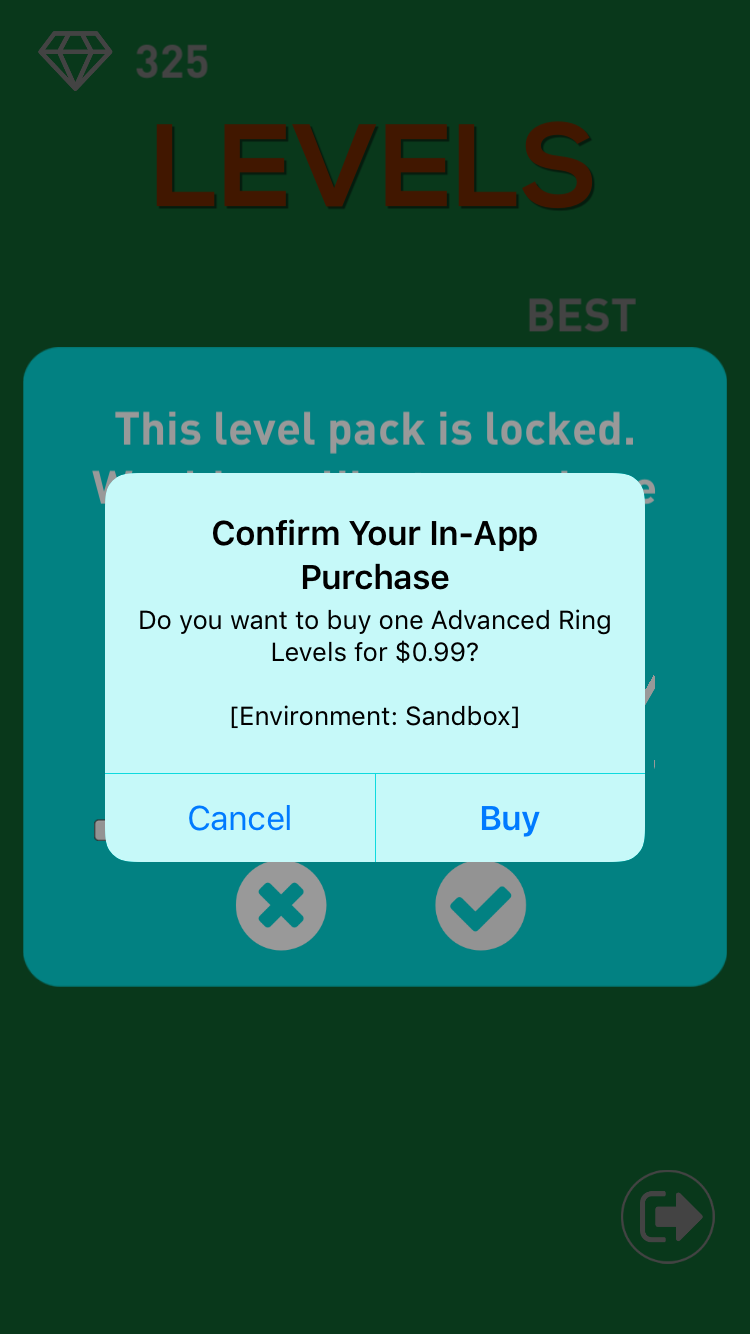 325
LEVELS
BEST
This level pack is locked.
Confirm Your In-App
Purchase
Do you want to buy one Advanced Ring
Levels for $0.99?
[Environment: Sandbox]
Cancel
Buy